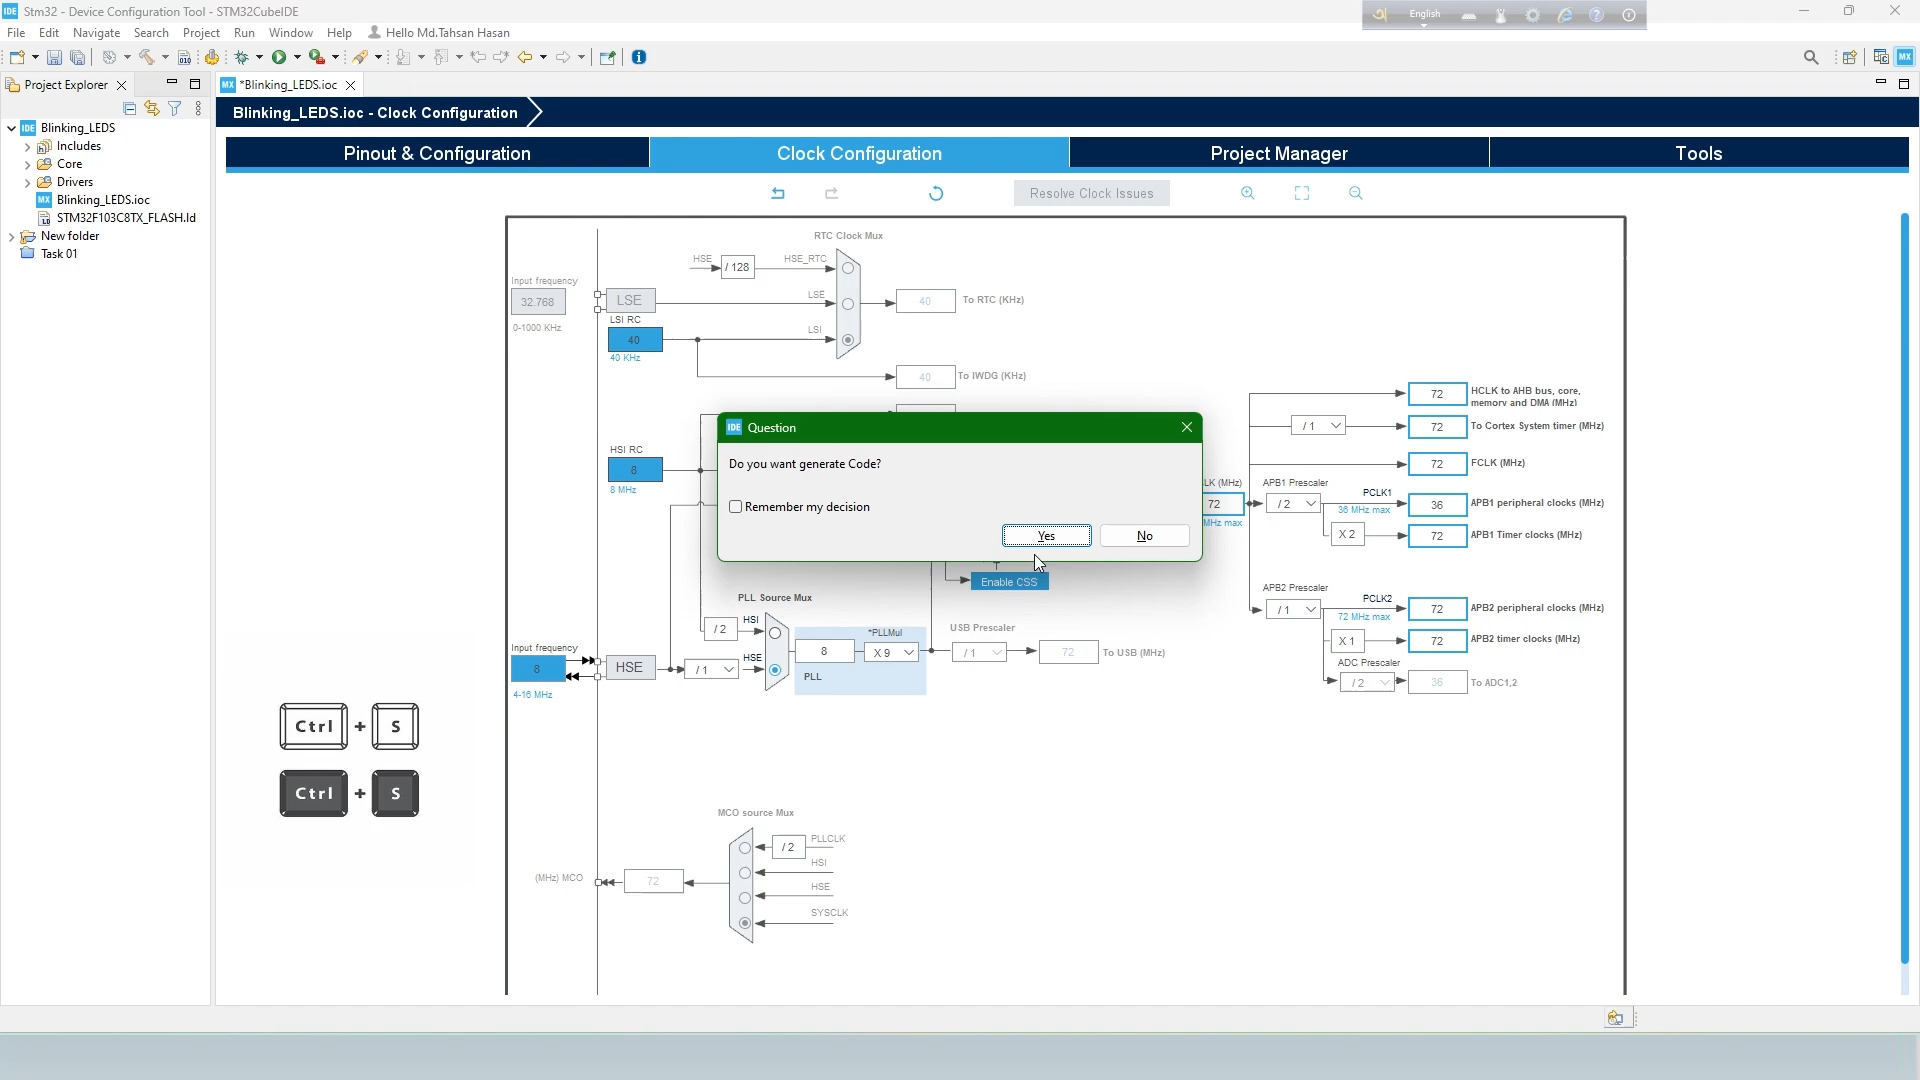 Stm32 - Device Configuration Tool - STM32CubeIDE
English
File Edit Navigate Search Project Run Window Help Hello Md.Tahsan Hasan
Project Explorer
*Blinking_LEDS.ioc
Blinking_LEDS.ioc - Clock Configuration
Blinking_LEDS
Includes
Core
Drivers
Blinking_LEDS.ioc
STM32F103C8TX_FLASH.ld
New folder
Task 01
Pinout & Configuration
Clock Configuration
Project Manager
Tools
Resolve Clock Issues
RTC Clock Mux
HSE
/ 128
HSE_RTC
Input frequency
32.768
0-1000 KHz
LSE
LSE
40
To RTC (KHz)
LSI RC
40
40 KHz
LSI
40
To IWDG (KHz)
HSI RC
8
8 MHz
Question
Do you want generate Code?
Remember my decision
Yes
No
Enable CSS
LK (MHz)
72
MHz max
72
HCLK to AHB bus, core,
memory and DMA (MHz)
/ 1
72
To Cortex System timer (MHz)
72
FCLK (MHz)
APB1 Prescaler
/ 2
PCLK1
36 MHz max
36
APB1 peripheral clocks (MHz)
X 2
72
APB1 Timer clocks (MHz)
APB2 Prescaler
/ 1
PCLK2
72 MHz max
72
APB2 peripheral clocks (MHz)
X 1
72
APB2 timer clocks (MHz)
ADC Prescaler
/ 2
36
To ADC1,2
PLL Source Mux
/ 2
HSI
Input frequency
8
4-16 MHz
HSE
/ 1
HSE
8
*PLLMul
X 9
PLL
USB Prescaler
/ 1
72
To USB (MHz)
Ctrl + S
Ctrl + S
MCO source Mux
/ 2
PLLCLK
HSI
HSE
SYSCLK
(MHz) MCO
72